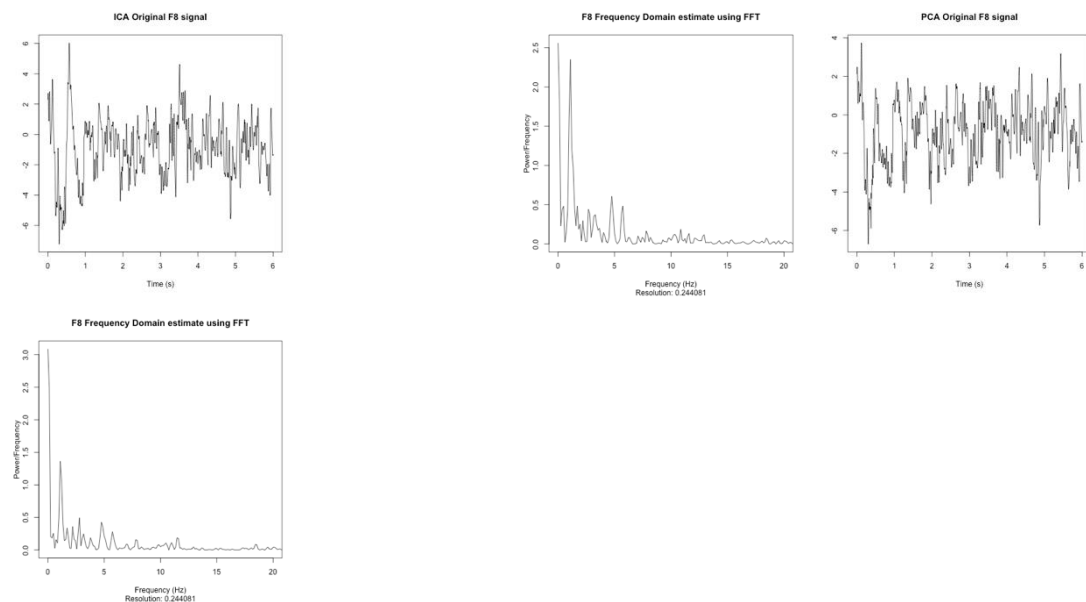 ICA Original F8 signal
6
4
2
0
-2
-4
-6
0 1 2 3 4 5 6
Time (s)
F8 Frequency Domain estimate using FFT
Power/Frequency
2.5
2.0
1.5
1.0
0.5
0.0
0 5 10 15 20
Frequency (Hz)
Resolution: 0.244081
PCA Original F8 signal
4
2
0
-2
-4
-6
0 1 2 3 4 5 6
Time (s)
F8 Frequency Domain estimate using FFT
Power/Frequency
3.0
2.5
2.0
1.5
1.0
0.5
0.0
0 5 10 15 20
Frequency (Hz)
Resolution: 0.244081